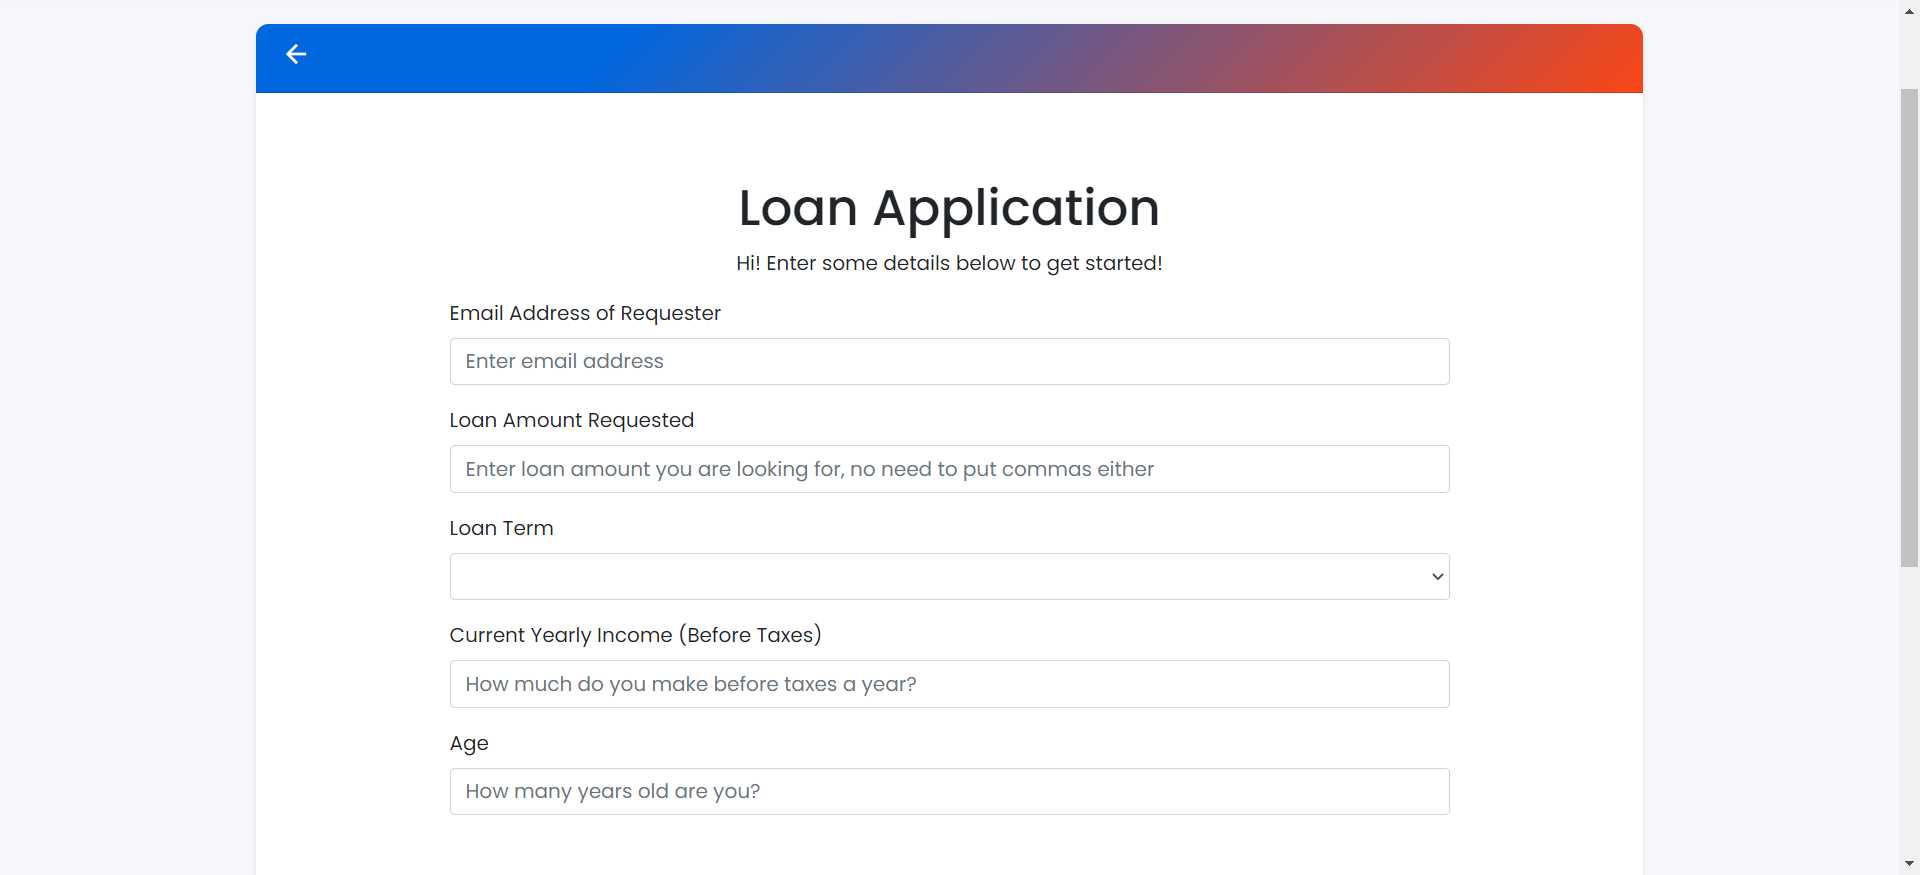 Loan Application
Hi! Enter some details below to get started!
Email Address of Requester
Enter email address
Loan Amount Requested
Enter loan amount you are looking for, no need to put commas either
Loan Term
Current Yearly Income (Before Taxes)
How much do you make before taxes a year?
Age
How many years old are you?